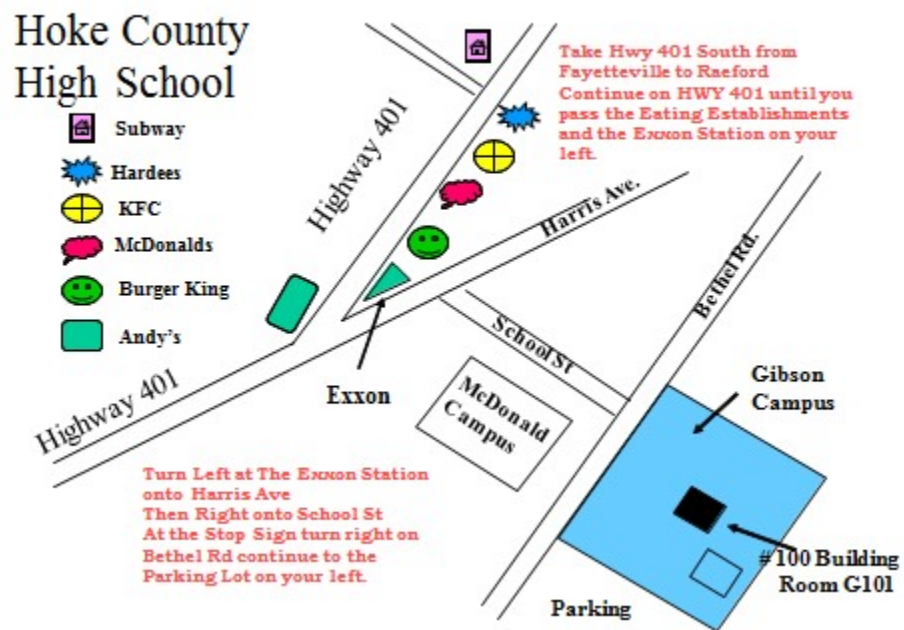 Hoke County
High School
Subway
Hardees
KFC
McDonalds
Burger King
Andy's
Highway 401
Take Hwy 401 South from
Fayetteville to Raeford
Continue on HWY 401 until you
pass the Eating Establishments
and the Exxon Station on your
left.
Harris Ave.
Bethel Rd.
School St
Exxon
Highway 401
McDonald
Campus
Gibson
Campus
Turn Left at The Exxon Station
onto Harris Ave
Then Right onto School St
At the Stop Sign turn right on
Bethel Rd continue to the
Parking Lot on your left.
#100 Building
Room G101
Parking